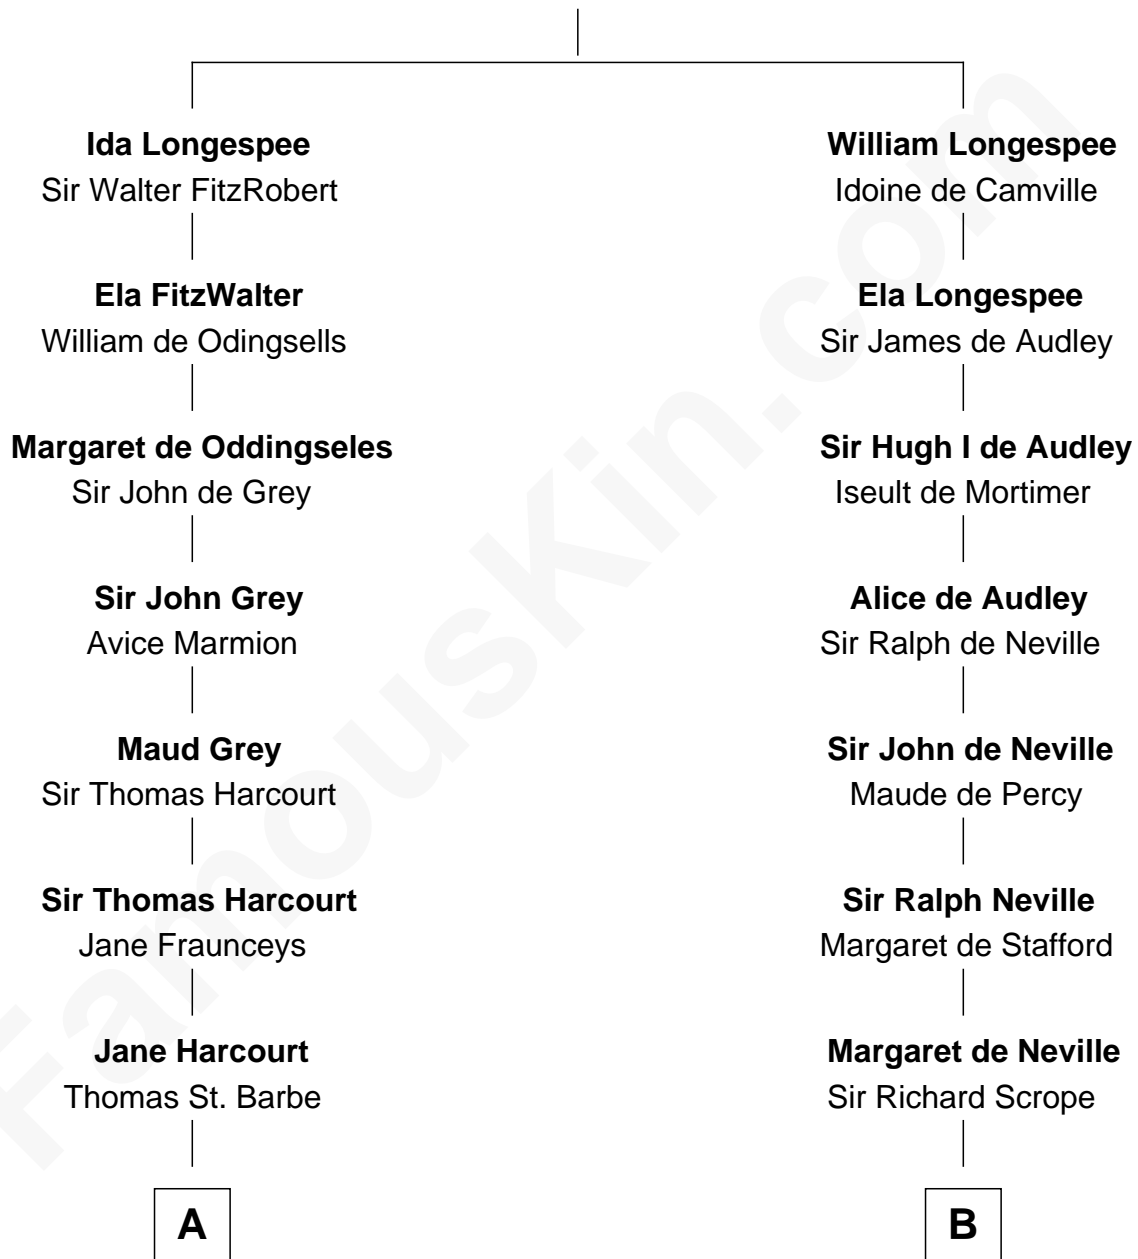 Ida Longespee
Sir Walter FitzRobert
Ela FitzWalter
William de Odingsells
Margaret de Oddingseles
Sir John de Grey
Sir John Grey
Avice Marmion
Maud Grey
Sir Thomas Harcourt
Sir Thomas Harcourt
Jane Fraunceys
Jane Harcourt
Thomas St. Barbe
A
William Longespee
Idoine de Camville
Ela Longespee
Sir James de Audley
Sir Hugh I de Audley
Iseult de Mortimer
Alice de Audley
Sir Ralph de Neville
Sir John de Neville
Maude de Percy
Sir Ralph Neville
Margaret de Stafford
Margaret de Neville
Sir Richard Scrope
B
FamousKin.com